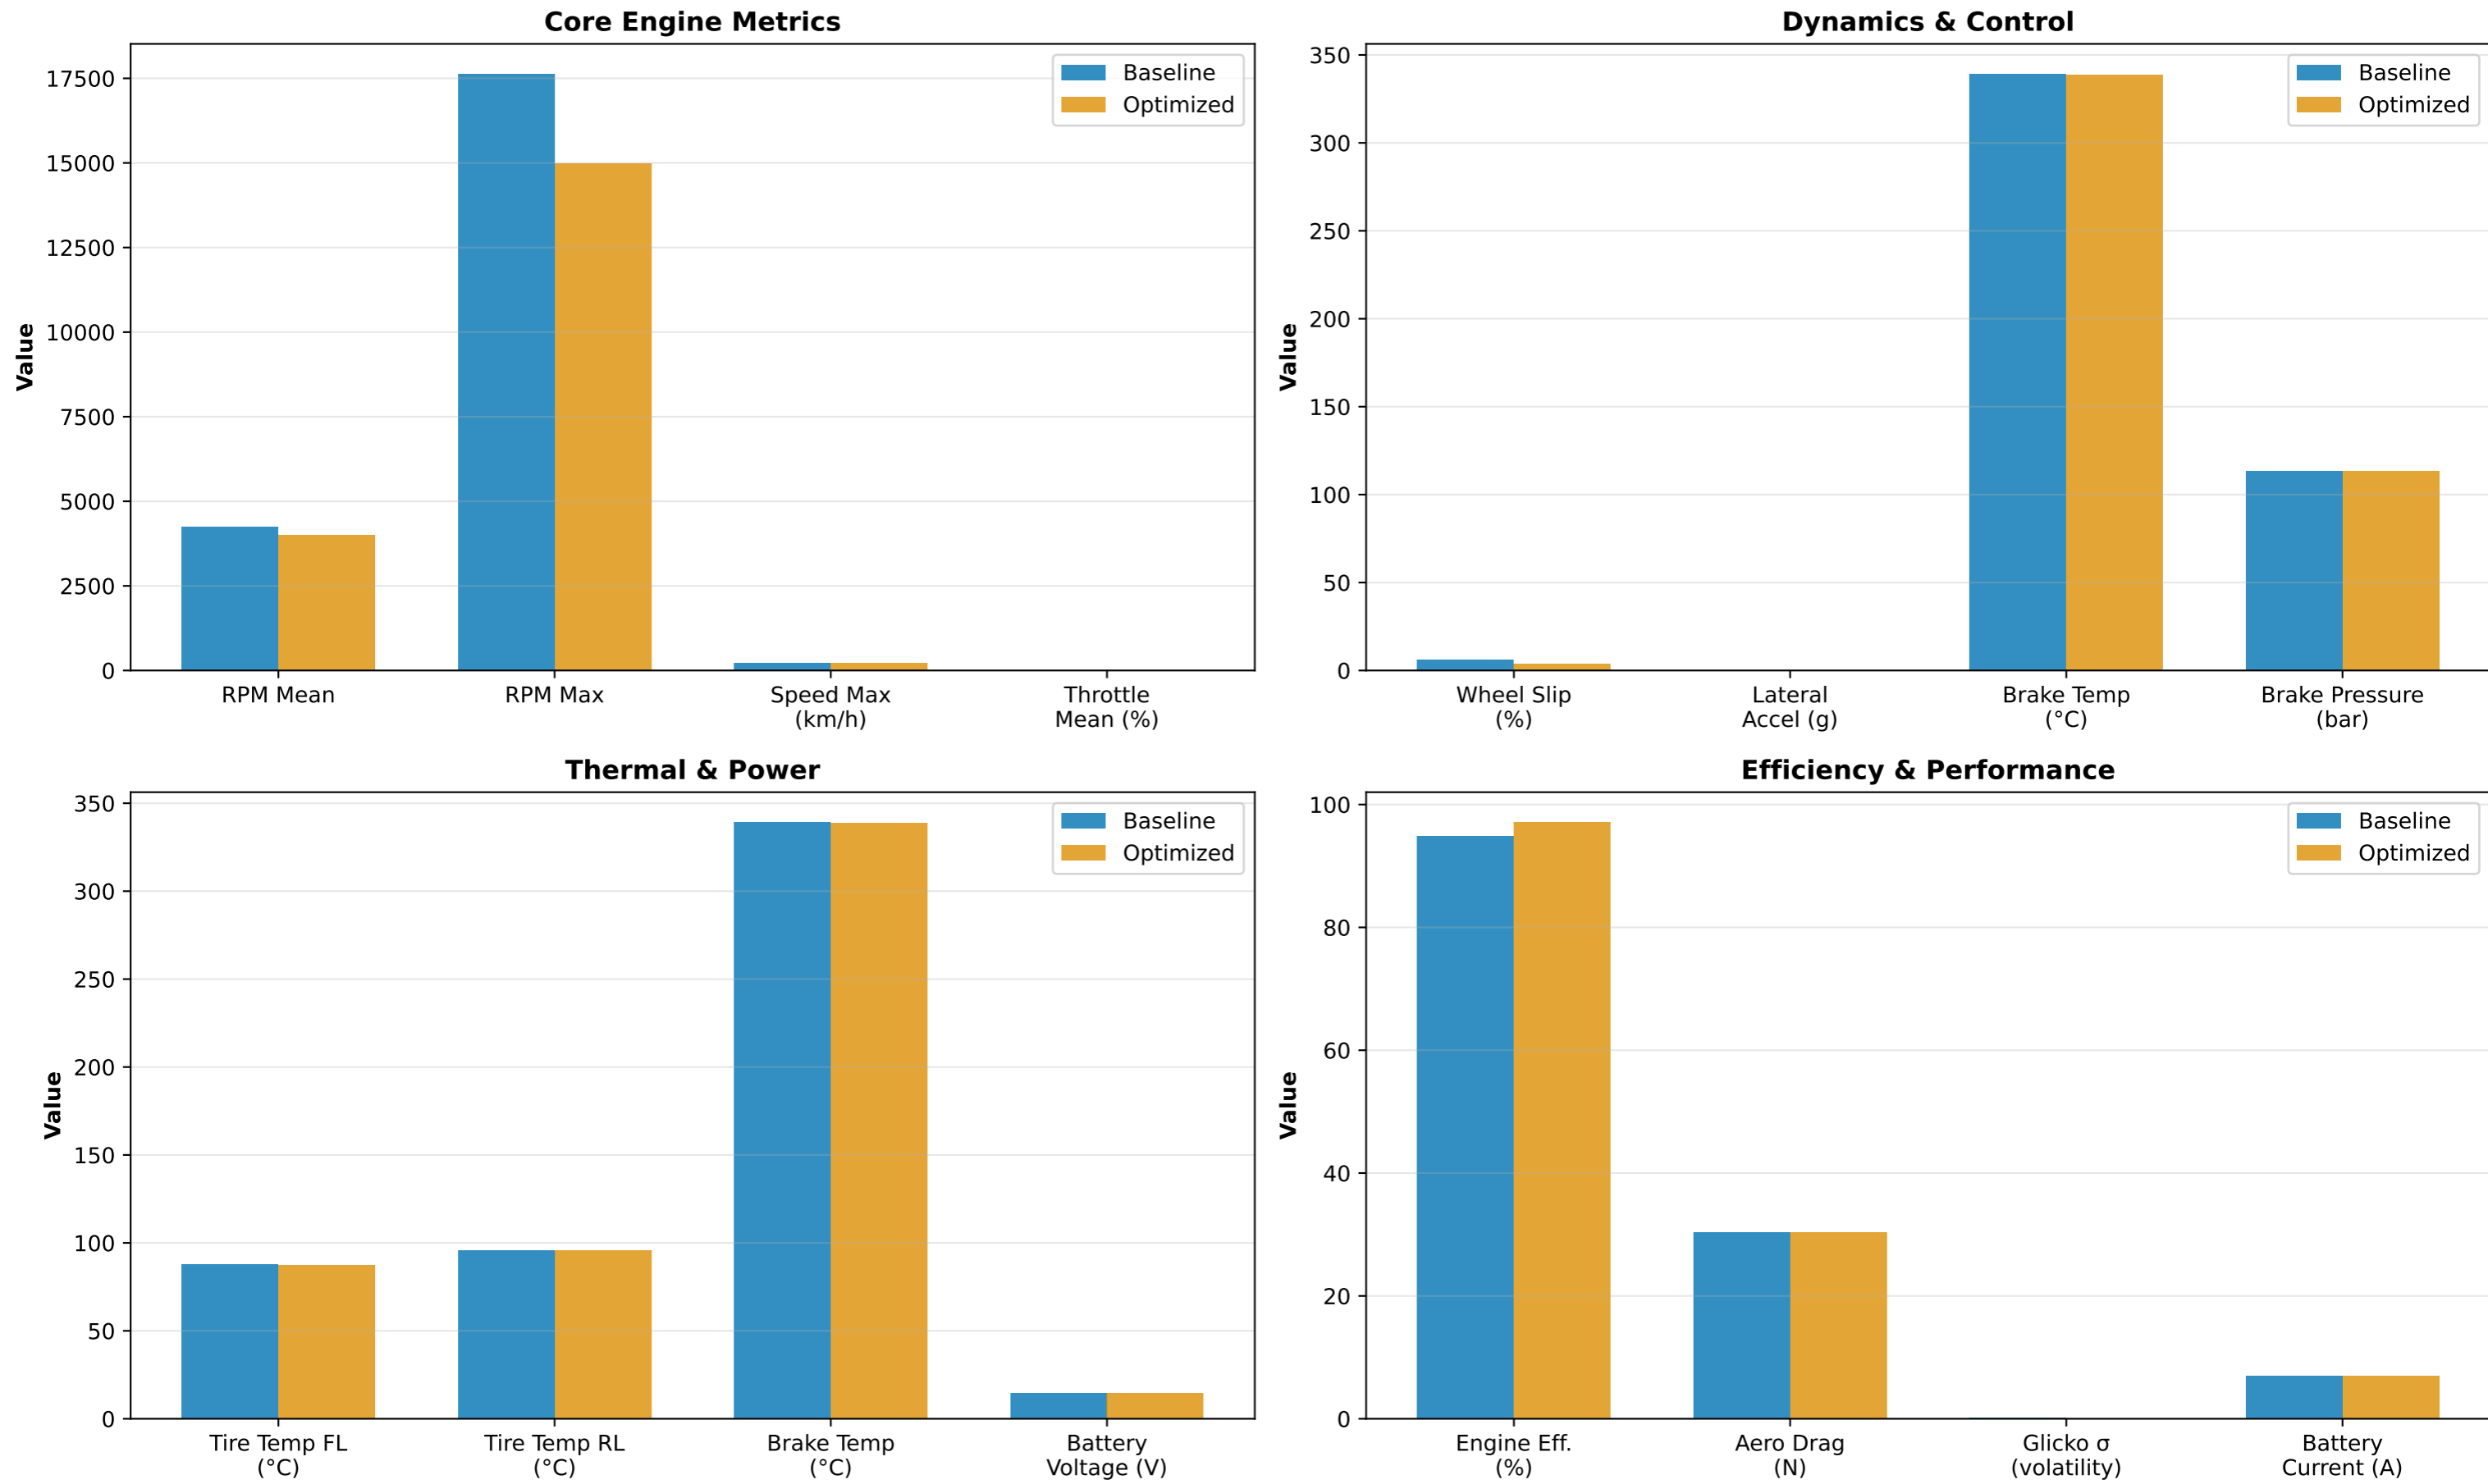 Core Engine Metrics
Value
17500
15000
12500
10000
7500
5000
2500
0
Baseline
Optimized
RPM Mean
RPM Max
Speed Max
(km/h)
Throttle
Mean (%)
Dynamics & Control
Value
350
300
250
200
150
100
50
0
Baseline
Optimized
Wheel Slip
(%)
Lateral
Accel (g)
Brake Temp
(°C)
Brake Pressure
(bar)
Thermal & Power
Value
350
300
250
200
150
100
50
0
Baseline
Optimized
Tire Temp FL
(°C)
Tire Temp RL
(°C)
Brake Temp
(°C)
Battery
Voltage (V)
Efficiency & Performance
Value
100
80
60
40
20
0
Baseline
Optimized
Engine Eff.
(%)
Aero Drag
(N)
Glicko σ
(volatility)
Battery
Current (A)